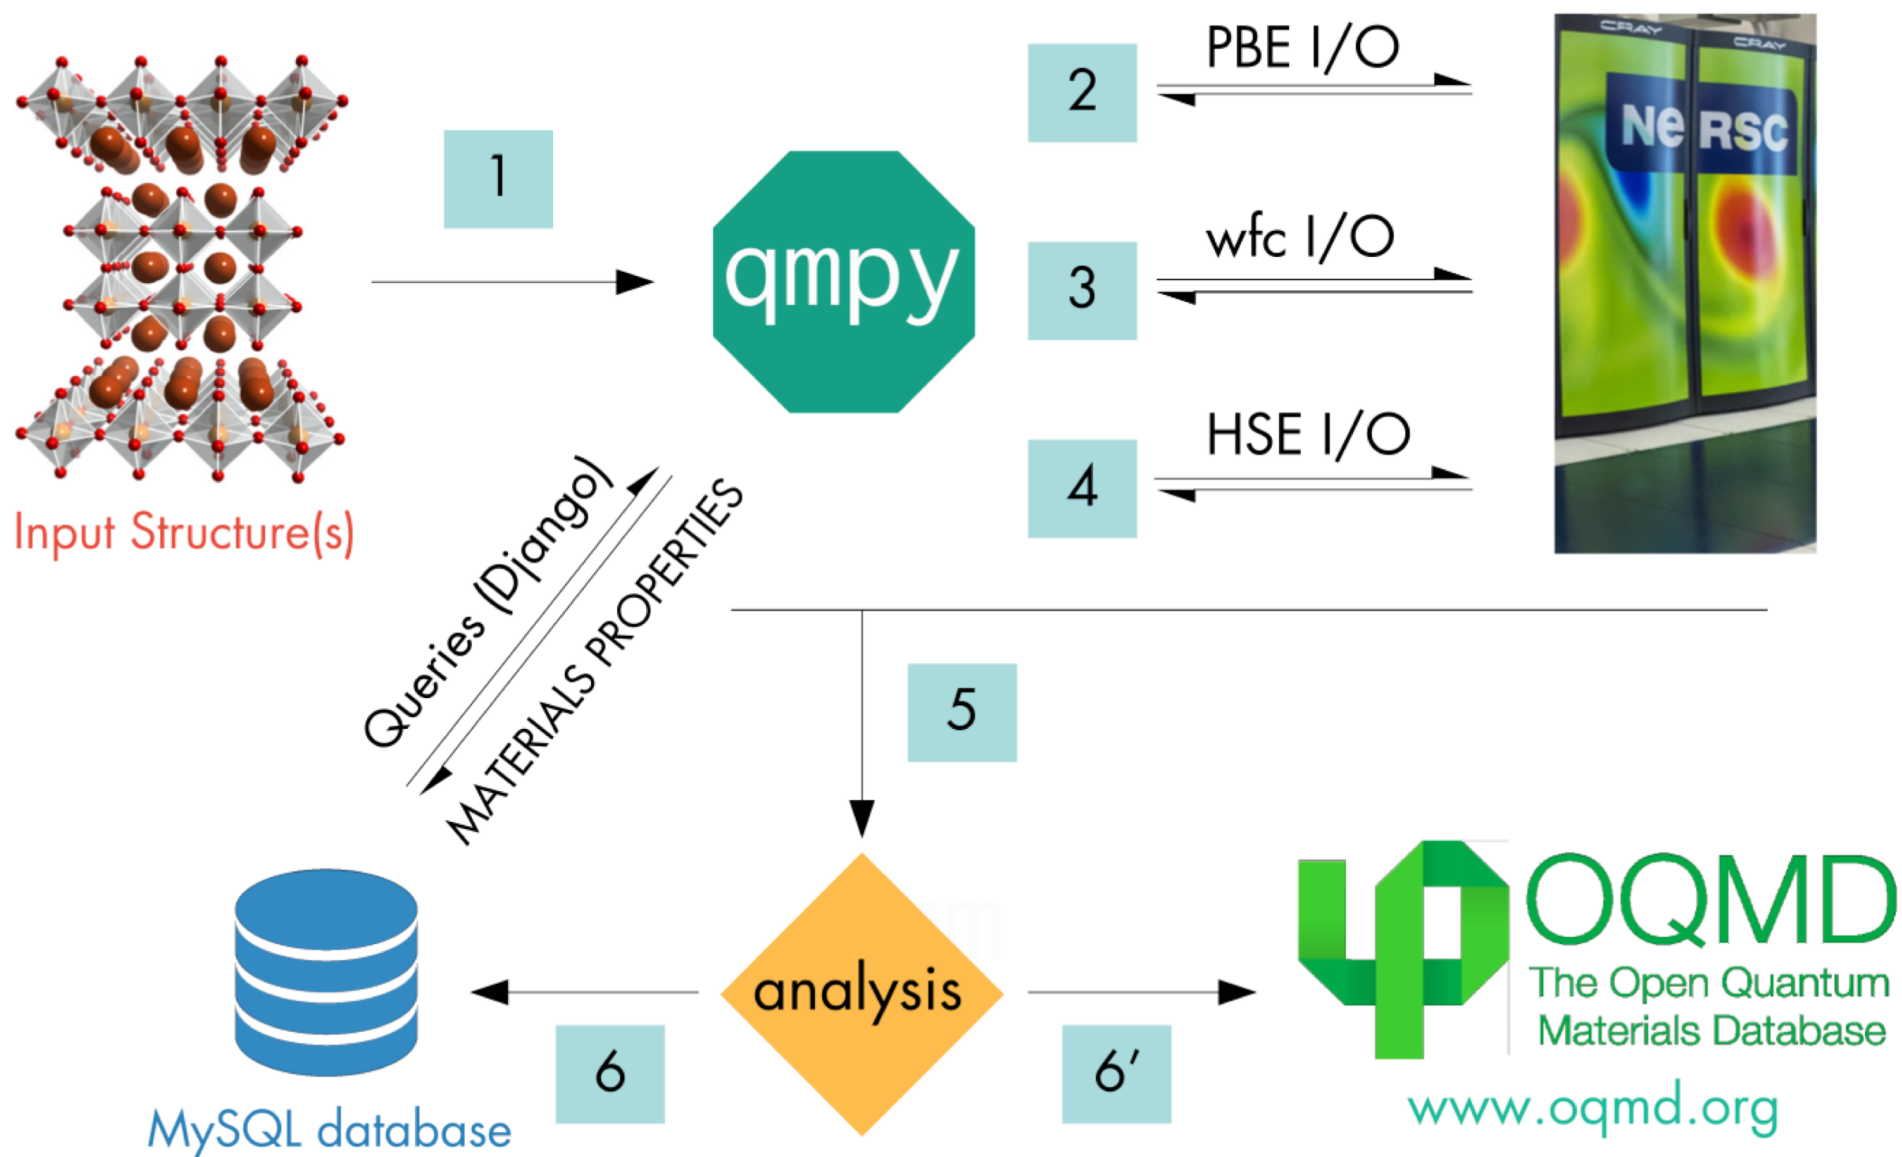 CRAY
CRAY
NeRSC
PBE I/O
2
1
qmpy
wfc I/O
3
HSE I/O
4
Input Structure(s)
Queries (Django)
MATERIALS PROPERTIES
5
analysis
OQMD
The Open Quantum
Materials Database
6
6′
MySQL database
www.oqmd.org